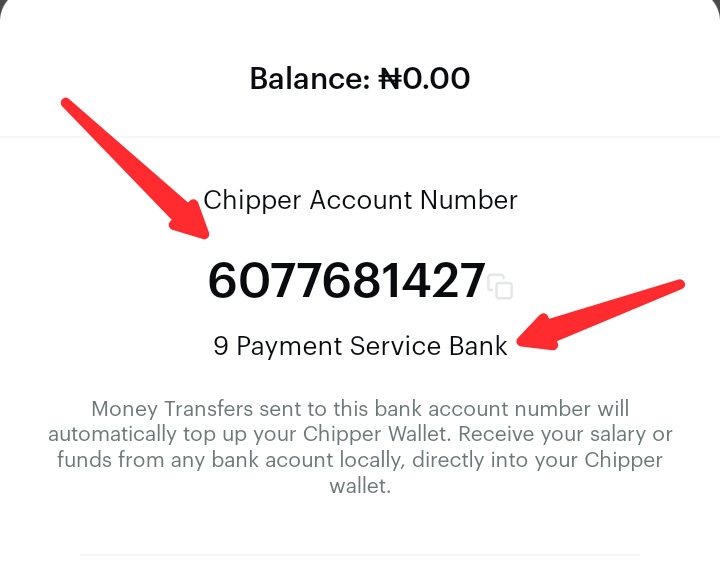 Balance: ₦0.00
Chipper Account Number
6077681427
9 Payment Service Bank
Money Transfers sent to this bank account number will
automatically top up your Chipper Wallet. Receive your salary or
funds from any bank acount locally, directly into your Chipper
wallet.